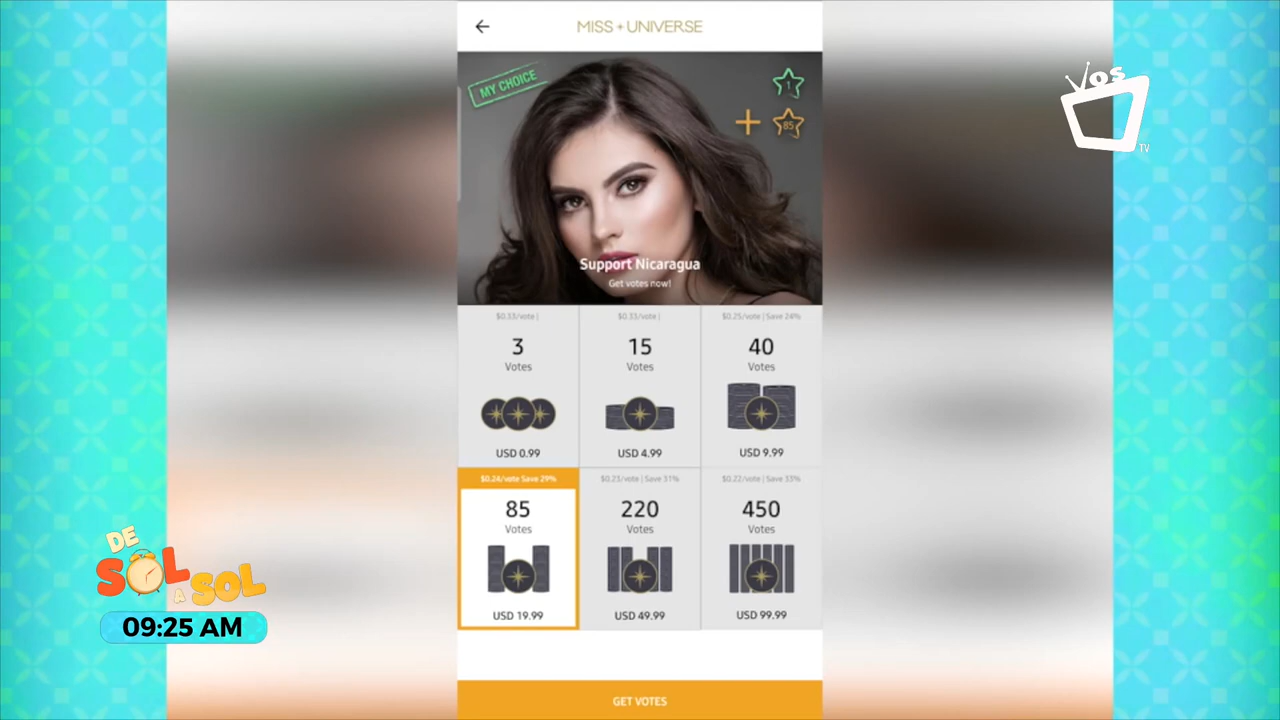 MISS + UNIVERSE
MY CHOICE
1
85
Support Nicaragua
Get votes now!
$0.33/vote |
3
Votes
USD 0.99
$0.33/vote |
15
Votes
USD 4.99
$0.25/vote | Save 24%
40
Votes
USD 9.99
$0.24/vote Save 29%
85
Votes
USD 19.99
$0.23/vote | Save 31%
220
Votes
USD 49.99
$0.22/vote | Save 33%
450
Votes
USD 99.99
GET VOTES
VOS
TV
DE
SOL
A SOL
09:25 AM